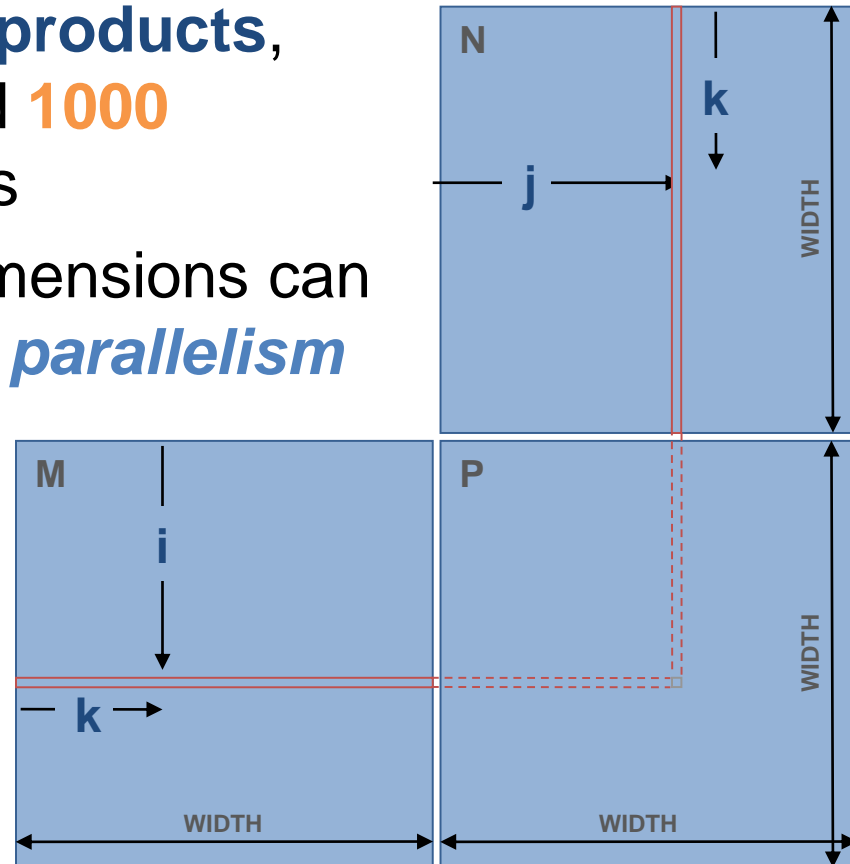 products,
1000
s
mensions can
parallelism
N
k
j
WIDTH
M
i
k
WIDTH
P
WIDTH
WIDTH